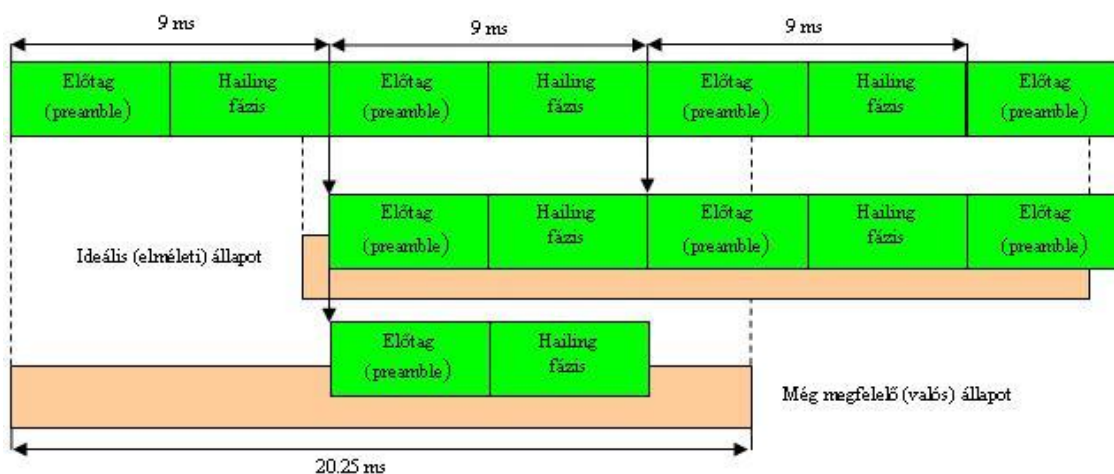 9 ms
9 ms
9 ms
Előtag
(preamble)
Hailing
fázis
Előtag
(preamble)
Hailing
fázis
Előtag
(preamble)
Hailing
fázis
Előtag
(preamble)
Előtag
(preamble)
Hailing
fázis
Előtag
(preamble)
Hailing
fázis
Előtag
(preamble)
Ideális (elméleti) állapot
Előtag
(preamble)
Hailing
fázis
Még megfelelő (valós) állapot
20.25 ms